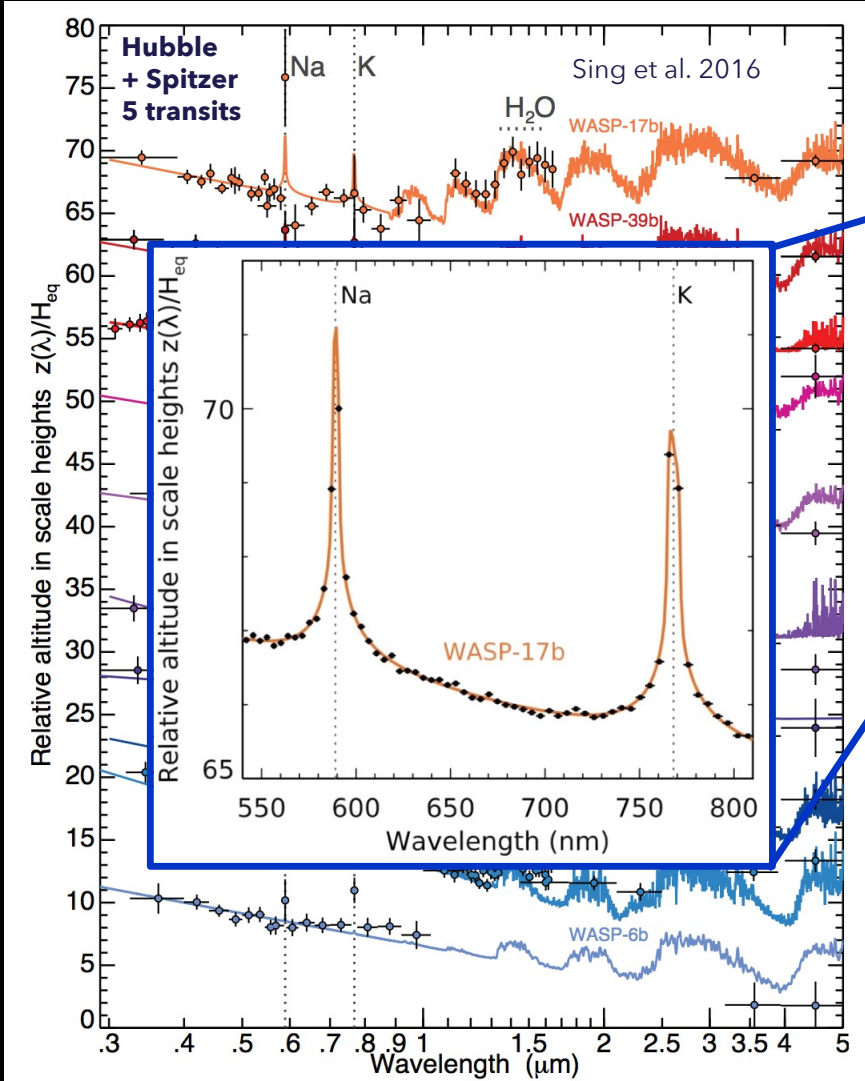 Hubble
+ Spitzer
5 transits
Na
K
Sing et al. 2016
H₂O
WASP-17b
WASP-39b
Relative altitude in scale heights z(λ)/Heq
80
75
70
65
60
55
50
45
40
35
30
25
20
15
10
5
0
Na
K
Relative altitude in scale heights z(λ)/Heq
70
65
WASP-17b
550 600 650 700 750 800
Wavelength (nm)
WASP-6b
.3 .4 .5 .6 .7 .8 .9 1 1.5 2 2.5 3 3.5 4 5
Wavelength (μm)